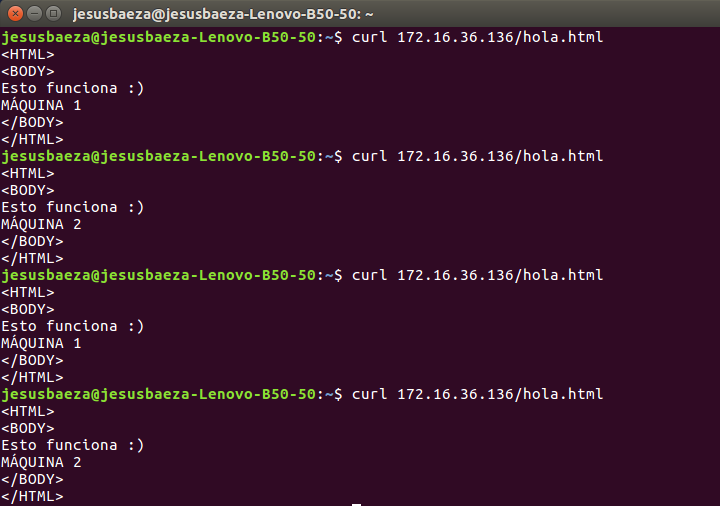 jesusbaeza@jesusbaeza-Lenovo-B50-50: ~
jesusbaeza@jesusbaeza-Lenovo-B50-50:~$ curl 172.16.36.136/hola.html
<HTML>
<BODY>
Esto funciona :)
MÁQUINA 1
</BODY>
</HTML>
jesusbaeza@jesusbaeza-Lenovo-B50-50:~$ curl 172.16.36.136/hola.html
<HTML>
<BODY>
Esto funciona :)
MÁQUINA 2
</BODY>
</HTML>
jesusbaeza@jesusbaeza-Lenovo-B50-50:~$ curl 172.16.36.136/hola.html
<HTML>
<BODY>
Esto funciona :)
MÁQUINA 1
</BODY>
</HTML>
jesusbaeza@jesusbaeza-Lenovo-B50-50:~$ curl 172.16.36.136/hola.html
<HTML>
<BODY>
Esto funciona :)
MÁQUINA 2
</BODY>
</HTML>